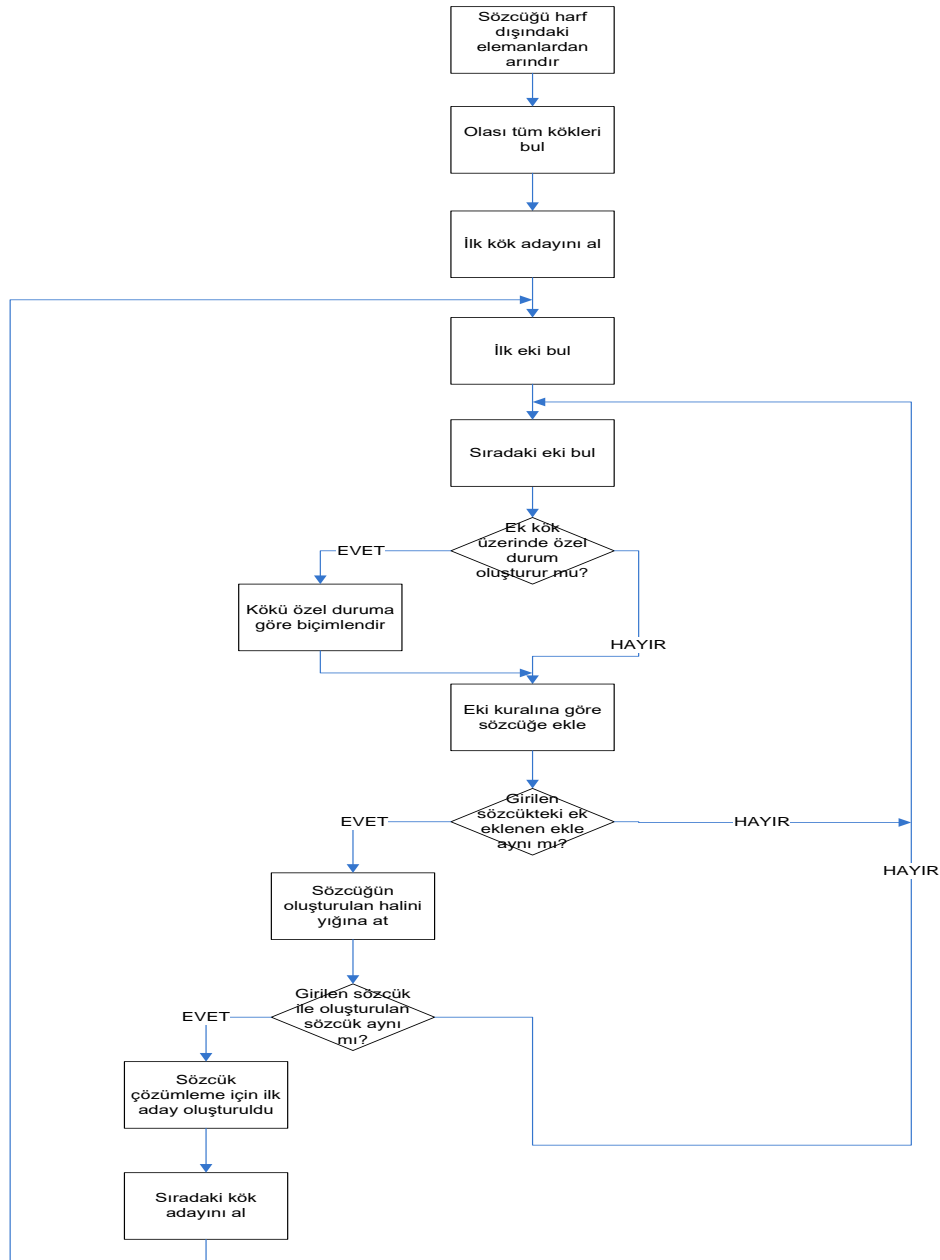 Sözcüğü harf
dışındaki
elemanlardan
arındır
Olası tüm kökleri
bul
İlk kök adayını al
İlk eki bul
Sıradaki eki bul
Ek kök
üzerinde özel
durum
oluşturur mu?
EVET
Kökü özel duruma
göre biçimlendir
HAYIR
Eki kuralına göre
sözcüğe ekle
Girilen
sözcükteki ek
eklenen ekle
aynı mı?
EVET
HAYIR
HAYIR
Sözcüğün
oluşturulan halini
yığına at
Girilen sözcük
ile oluşturulan
sözcük aynı
mı?
EVET
Sözcük
çözümleme için ilk
aday oluşturuldu
Sıradaki kök
adayını al